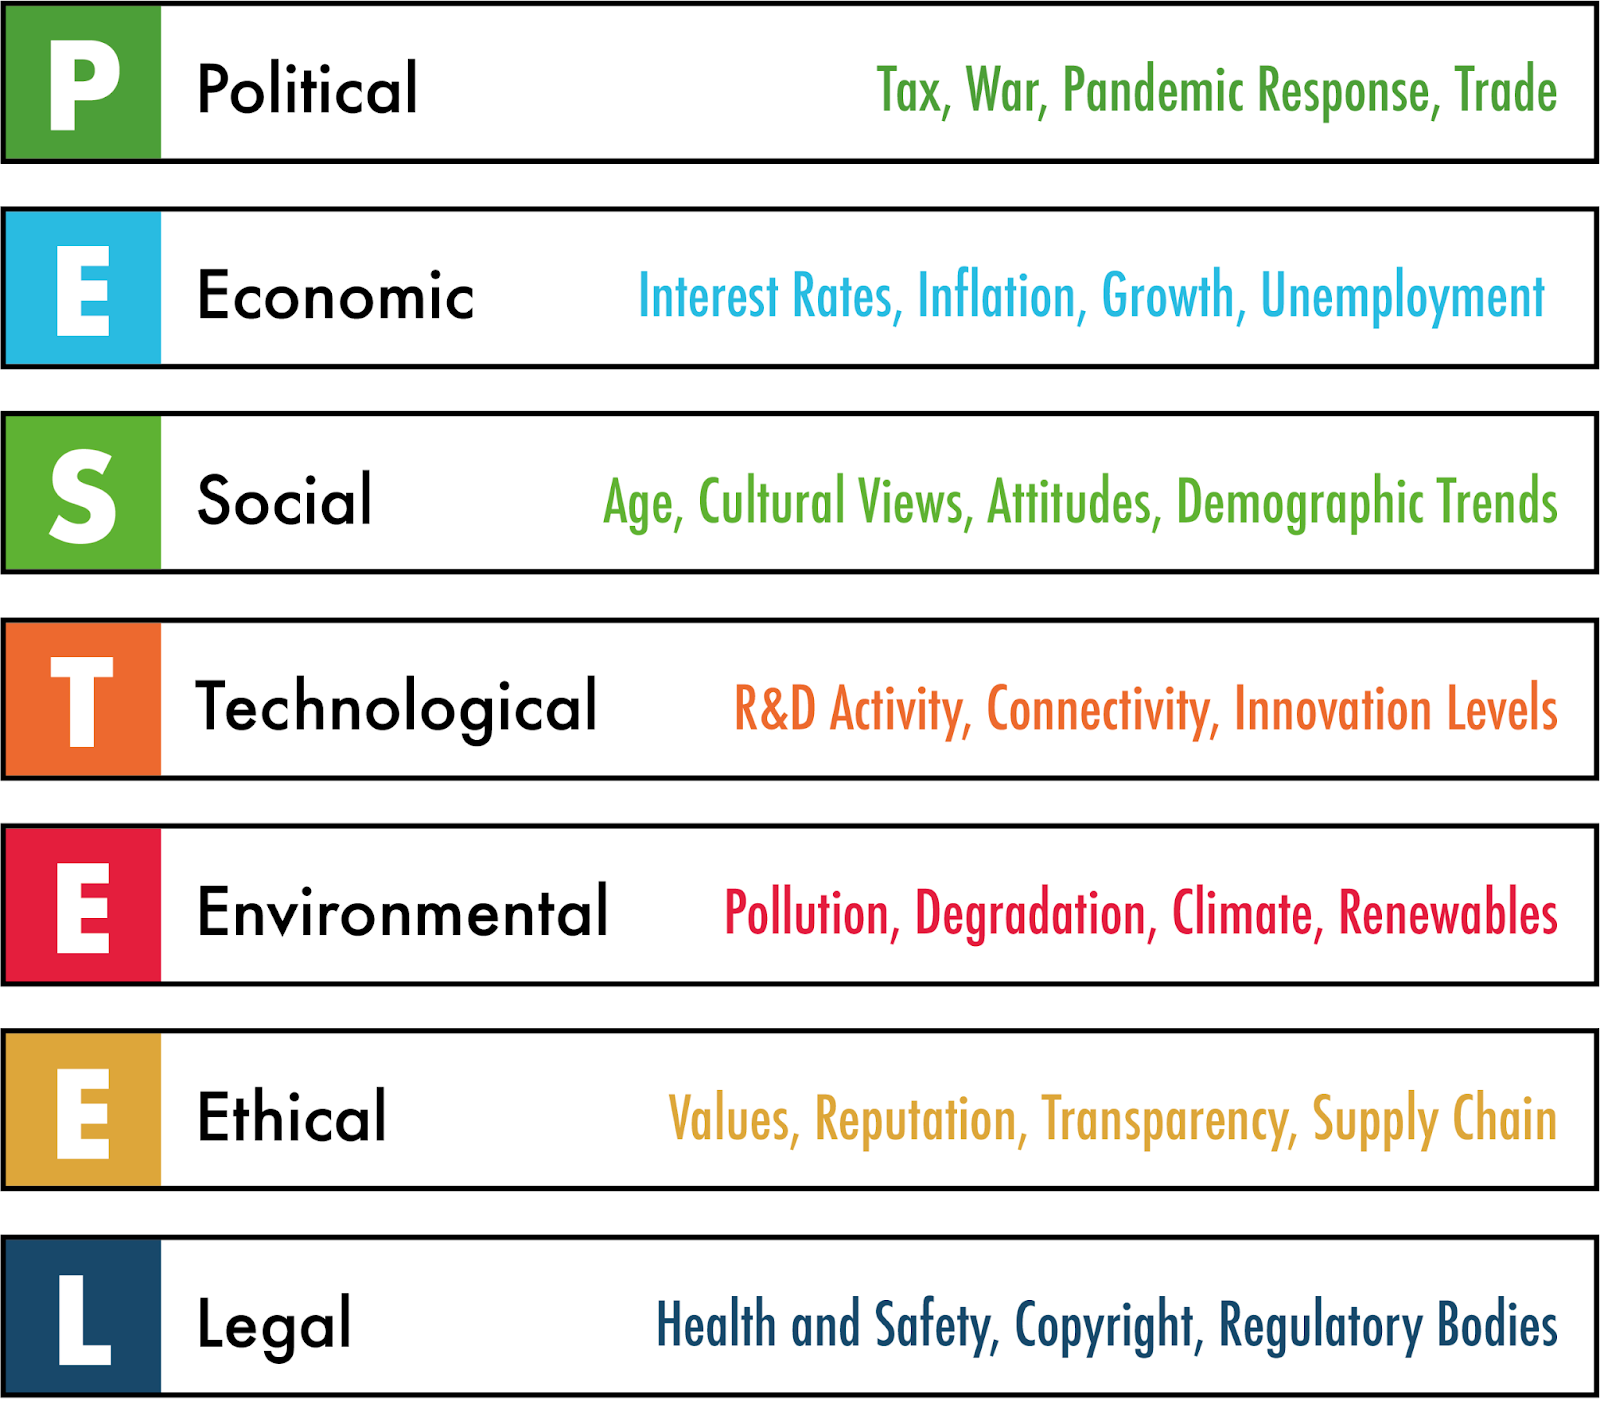 P Political Tax, War, Pandemic Response, Trade
E Economic Interest Rates, Inflation, Growth, Unemployment
S Social Age, Cultural Views, Attitudes, Demographic Trends
T Technological R&D Activity, Connectivity, Innovation Levels
E Environmental Pollution, Degradation, Climate, Renewables
E Ethical Values, Reputation, Transparency, Supply Chain
L Legal Health and Safety, Copyright, Regulatory Bodies